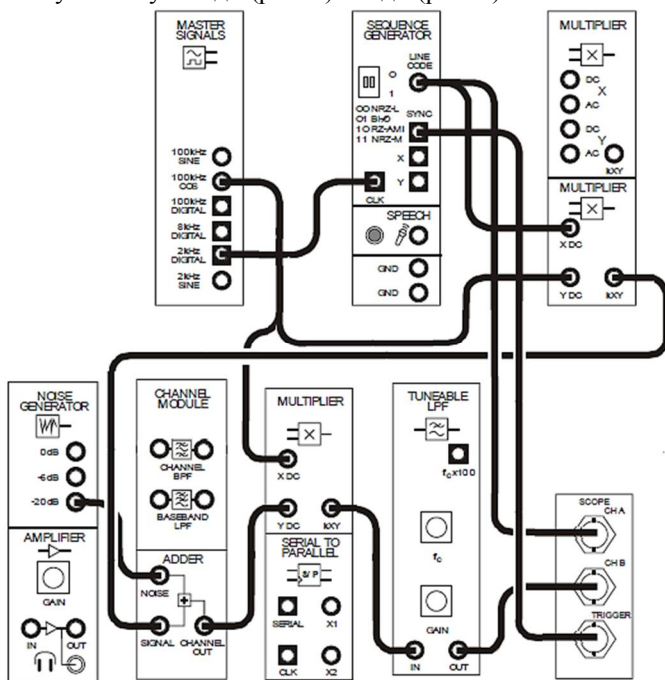 MASTER
SIGNALS
100kHz
SINE
100kHz
COS
100kHz
DIGITAL
8kHz
DIGITAL
2kHz
DIGITAL
2kHz
SINE
SEQUENCE
GENERATOR
LINE
CODE
O
1
OO NRZ-L
O1 Bi-Φ
1O RZ-AMI
11 NRZ-M
SYNC
X
Y
CLK
SPEECH
GND
GND
MULTIPLIER
X
DC
X
AC
DC
Y
AC
kXY
MULTIPLIER
X
X DC
Y DC
kXY
NOISE
GENERATOR
0dB
-6dB
-20dB
AMPLIFIER
GAIN
IN
OUT
CHANNEL
MODULE
CHANNEL
BPF
BASEBAND
LPF
ADDER
NOISE
+
SIGNAL
CHANNEL
OUT
MULTIPLIER
X
X DC
Y DC
kXY
SERIAL TO
PARALLEL
S/P
SERIAL
X1
CLK
X2
TUNEABLE
LPF
fC x100
fC
GAIN
IN
OUT
SCOPE
CH A
CH B
TRIGGER